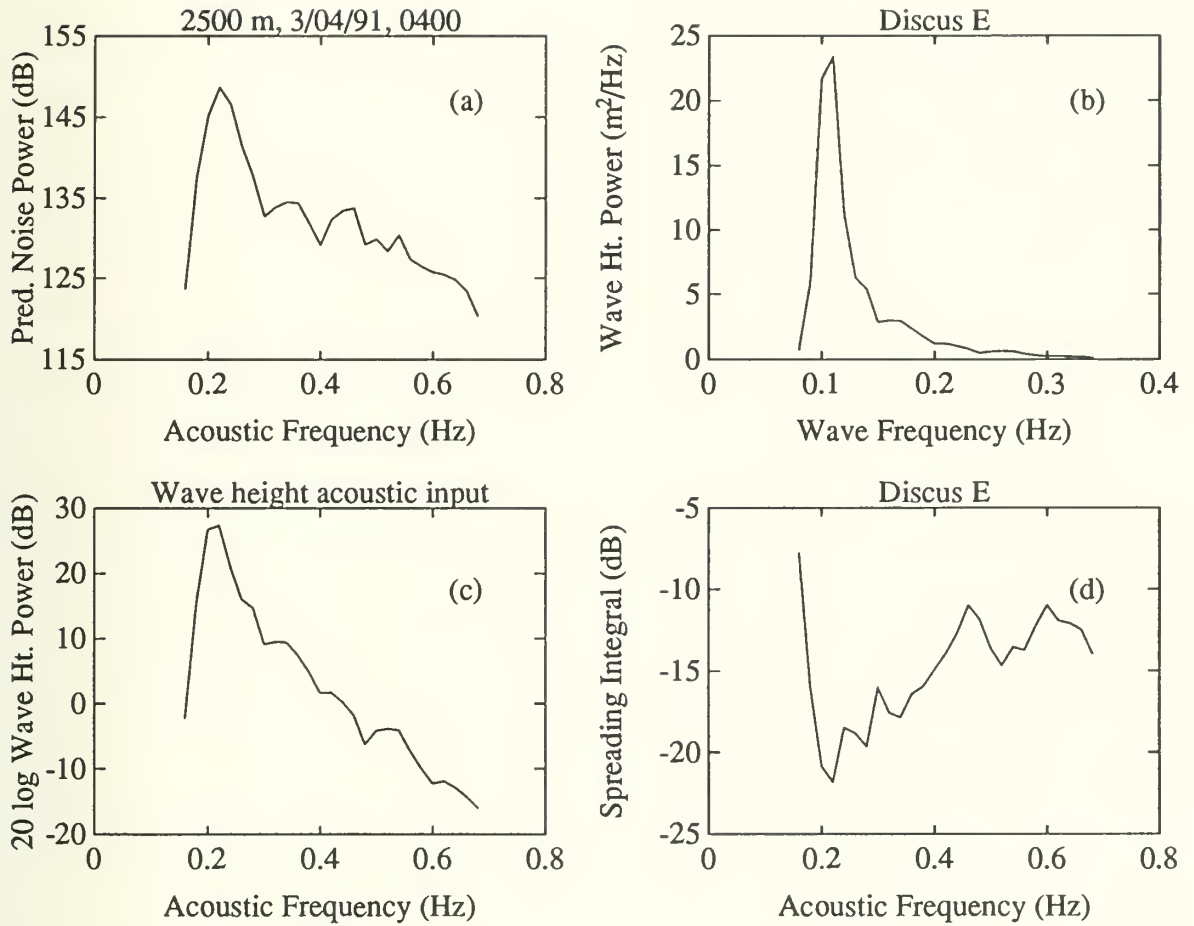 2500 m, 3/04/91, 0400
155
145
135
125
115
Pred. Noise Power (dB)
(a)
0
0.2
0.4
0.6
0.8
Acoustic Frequency (Hz)
Discus E
25
20
15
10
5
0
Wave Ht. Power (m²/Hz)
(b)
0
0.1
0.2
0.3
0.4
Wave Frequency (Hz)
Wave height acoustic input
30
20
10
0
-10
-20
20 log Wave Ht. Power (dB)
(c)
0
0.2
0.4
0.6
0.8
Acoustic Frequency (Hz)
Discus E
-5
-10
-15
-20
-25
Spreading Integral (dB)
(d)
0
0.2
0.4
0.6
0.8
Acoustic Frequency (Hz)